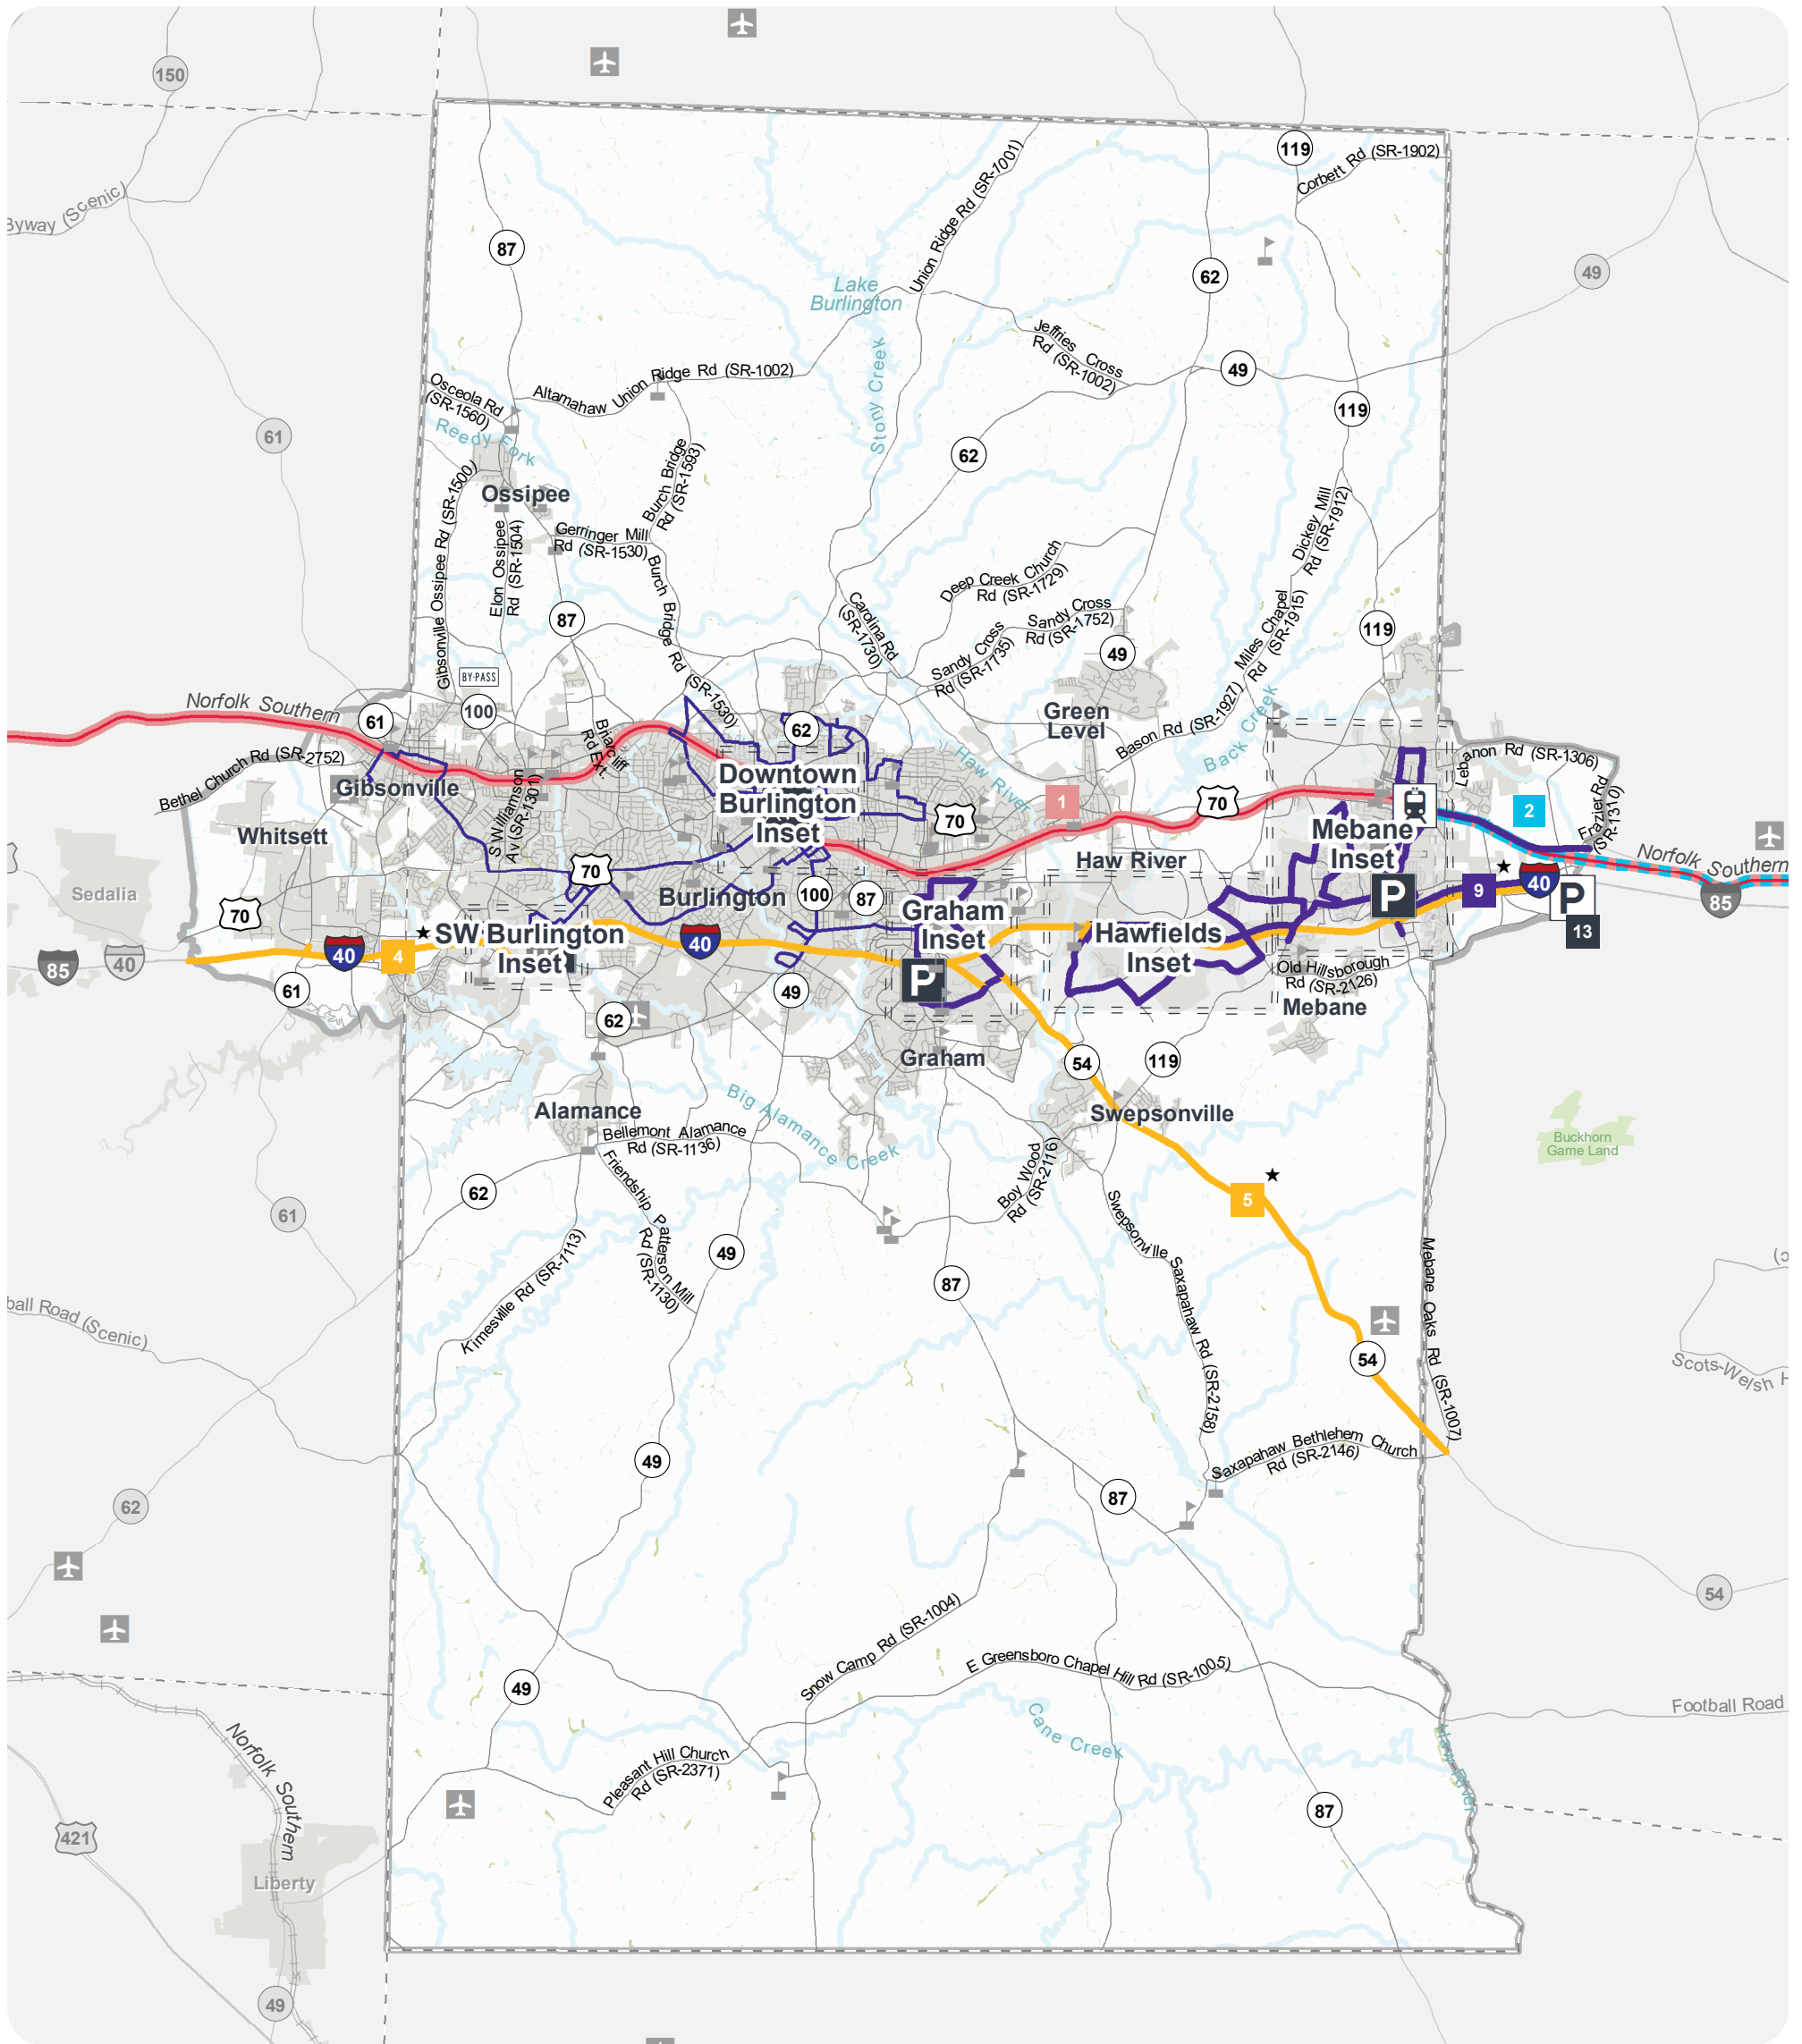 150
119
Corbett Rd (SR-1902)
Byway (Scenic)
87
Union Ridge Rd (SR-1001)
62
49
Lake
Burlington
Stony Creek
Jeffries Cross
Rd (SR-1002)
49
Osceola Rd
(SR-1560)
Altamahaw Union Ridge Rd (SR-1002)
119
61
Reedy Fork
62
Burch Bridge
Rd (SR-1593)
Ossipee
Gibsonville Ossipee Rd (SR-1500)
Elon Ossipee
Rd (SR-1504)
Gerringer Mill
Rd (SR-1530)
Dickey Mill
Rd (SR-1912)
Deep Creek Church
Rd (SR-1729)
87
Burch Bridge Rd (SR-1530)
Carolina Rd
(SR-1730)
Sandy Cross
Rd (SR-1752)
Sandy Cross
Rd (SR-1735)
49
Miles Chapel
Rd (SR-1915)
119
BY-PASS
100
Norfolk Southern
61
Briarcliff
Rd Ext.
62
Green
Level
Bason Rd (SR-1927)
Back Creek
Lebanon Rd (SR-1306)
Bethel Church Rd (SR-2752)
Gibsonville
S Williamson
Av (SR-1301)
Downtown
Burlington
Inset
Haw River
70
1
70
2
Frazier Rd
(SR-1310)
Whitsett
Mebane
Inset
Haw River
Norfolk Southern
Sedalia
70
70
Burlington
100
87
Graham
Inset
P
9
40
P
85
13
SW Burlington
Inset
Hawfields
Inset
85
40
40
4
40
P
61
49
Old Hillsborough
Rd (SR-2126)
Mebane
62
Graham
54
119
Alamance
Big Alamance Creek
Swepsonville
Bellemont Alamance
Rd (SR-1136)
Buckhorn
Game Land
62
Friendship Patterson Mill
Rd (SR-1130)
Boy Wood
Rd (SR-2116)
5
61
Kimesville Rd (SR-1113)
49
87
Swepsonville Saxapahaw Rd (SR-2158)
Mebane Oaks Rd (SR-1007)
ball Road (Scenic)
54
Scots-Welsh H
49
Saxapahaw Bethlehem Church
Rd (SR-2146)
62
87
54
Snow Camp Rd (SR-1004)
E Greensboro Chapel Hill Rd (SR-1005)
49
Football Road
Cane Creek
Haw River
Norfolk Southern
Pleasant Hill Church
Rd (SR-2371)
421
87
Liberty
49